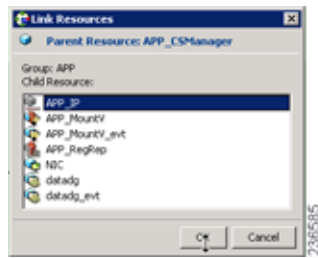 Link Resources
Parent Resource: APP_CSManager
Group: APP
Child Resource:
APP_IP
APP_MountV
APP_MountV_evt
APP_RegRep
NIC
datadg
datadg_evt
OK
Cancel
236585